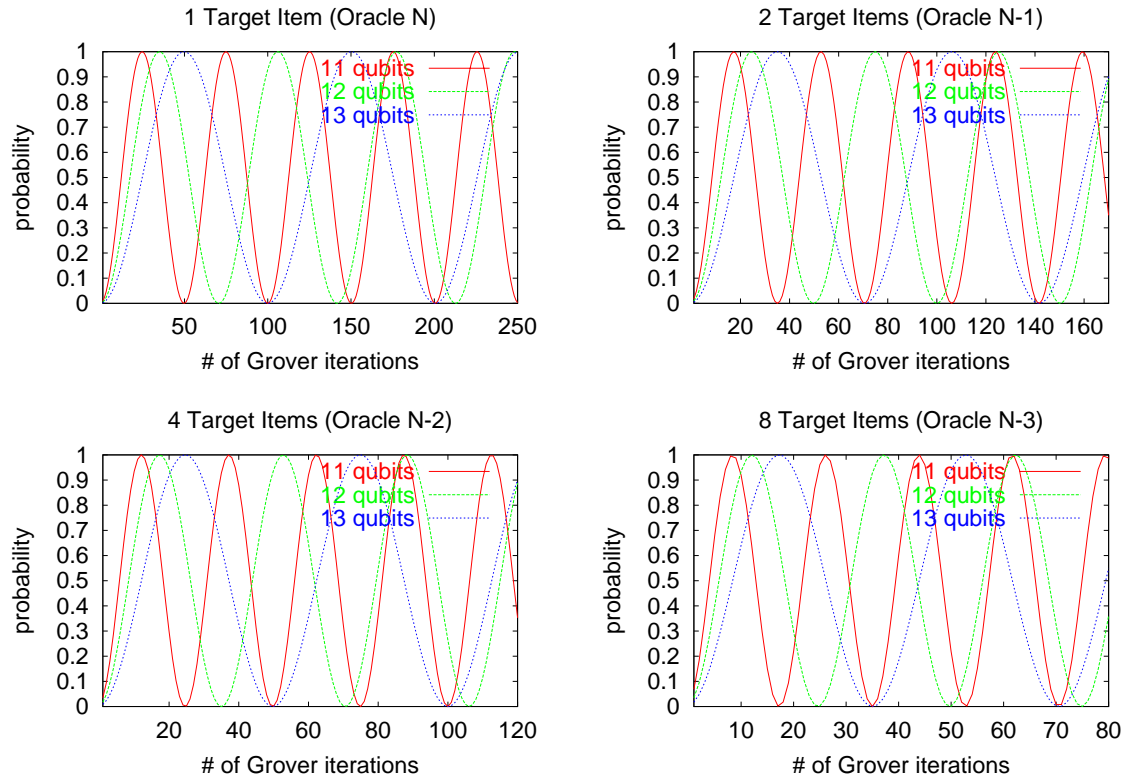 1 Target Item (Oracle N)
1
0.9
0.8
0.7
0.6
0.5
0.4
0.3
0.2
0.1
0
probability
11 qubits
12 qubits
13 qubits
50 100 150 200 250
# of Grover iterations
2 Target Items (Oracle N-1)
1
0.9
0.8
0.7
0.6
0.5
0.4
0.3
0.2
0.1
0
probability
11 qubits
12 qubits
13 qubits
20 40 60 80 100 120 140 160
# of Grover iterations
4 Target Items (Oracle N-2)
1
0.9
0.8
0.7
0.6
0.5
0.4
0.3
0.2
0.1
0
probability
11 qubits
12 qubits
13 qubits
20 40 60 80 100 120
# of Grover iterations
8 Target Items (Oracle N-3)
1
0.9
0.8
0.7
0.6
0.5
0.4
0.3
0.2
0.1
0
probability
11 qubits
12 qubits
13 qubits
10 20 30 40 50 60 70 80
# of Grover iterations